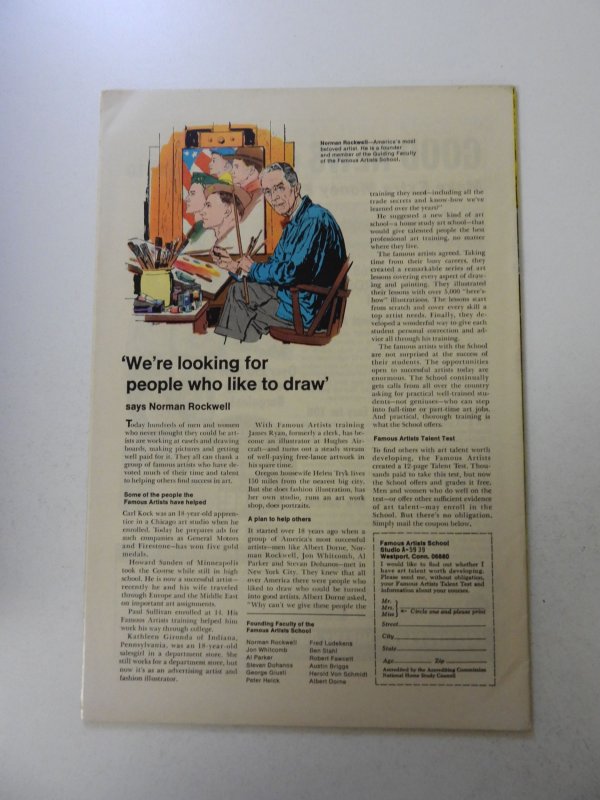 Norman Rockwell—America's most
beloved artist. He is a founder
and member of the Guiding Faculty
of the Famous Artists School.
'We're looking for
people who like to draw'
says Norman Rockwell
Today hundreds of men and women
who never thought they could be art-
ists are working at easels and drawing
boards, making pictures and getting
well paid for it. They all can thank a
group of famous artists who have de-
voted much of their time and talent
to helping others find success in art.
Some of the people the
Famous Artists have helped
Carl Kock was an 18-year-old appren-
tice in a Chicago art studio when he
enrolled. Today he prepares ads for
such companies as General Motors
and Firestone—has won five gold
medals.
Howard Sanden of Minneapolis
took the Course while still in high
school. He is now a successful artist—
recently he and his wife traveled
through Europe and the Middle East
on important art assignments.
Paul Sullivan enrolled at 14. His
Famous Artists training helped him
work his way through college.
Kathleen Gironda of Indiana,
Pennsylvania, was an 18-year-old
salesgirl in a department store. She
still works for a department store, but
now it's as an advertising artist and
fashion illustrator.
With Famous Artists training
James Ryan, formerly a clerk, has be-
come an illustrator at Hughes Air-
craft—and turns out a steady stream
of well-paying free-lance artwork in
his spare time.
Oregon housewife Helen Tryk lives
150 miles from the nearest big city.
But she does fashion illustration, has
her own studio, runs an art work
shop, does portraits.
A plan to help others
It started over 18 years ago when a
group of America's most successful
artists—men like Albert Dorne, Nor-
man Rockwell, Jon Whitcomb, Al
Parker and Stevan Dohanos—met in
New York City. They knew that all
over America there were people who
liked to draw who could be turned
into good artists. Albert Dorne asked,
"Why can't we give these people the
Founding Faculty of the
Famous Artists School
Norman Rockwell
Jon Whitcomb
Al Parker
Steven Dohanos
George Giusti
Peter Helck
Fred Ludekens
Ben Stahl
Robert Fawcett
Austin Briggs
Harold Von Schmidt
Albert Dorne
training they need—including all the
trade secrets and know-how we've
learned over the years?"
He suggested a new kind of art
school—a home study art school—that
would give talented people the best
professional art training, no matter
where they live.
The famous artists agreed. Taking
time from their busy careers, they
created a remarkable series of art
lessons covering every aspect of draw-
ing and painting. They illustrated
their lessons with over 5,000 "here's-
how" illustrations. The lessons start
from scratch and cover every skill a
top artist needs. Finally, they de-
veloped a wonderful way to give each
student personal correction and ad-
vice all through his training.
The famous artists with the School
are not surprised at the success of
their students. The opportunities
open to successful artists today are
enormous. The School continually
gets calls from all over the country
asking for practical well-trained stu-
dents—not geniuses—who can step
into full-time or part-time art jobs.
And practical, thorough training is
what the School offers.
Famous Artists Talent Test
To find others with art talent worth
developing, the Famous Artists
created a 12-page Talent Test. Thou-
sands paid to take this test, but now
the School offers and grades it free.
Men and women who do well on the
test—or offer other sufficient evidence
of art talent—may enroll in the
School. But there's no obligation.
Simply mail the coupon below.
Famous Artists School
Studio A-59 39
Westport, Conn. 06880
I would like to find out whether I
have art talent worth developing.
Please send me, without obligation,
your Famous Artists Talent Test and
information about your courses.
Mr.
Mrs.
Miss
Circle one and please print
Street
City
State
Age Zip
Accredited by the Accrediting Commission
National Home Study Council